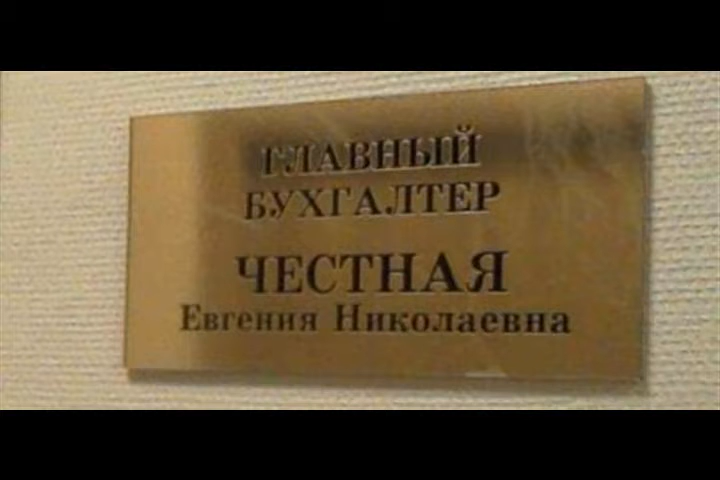 ГЛАВНЫЙ
БУХГАЛТЕР
ЧЕСТНАЯ
Евгения Николаевна